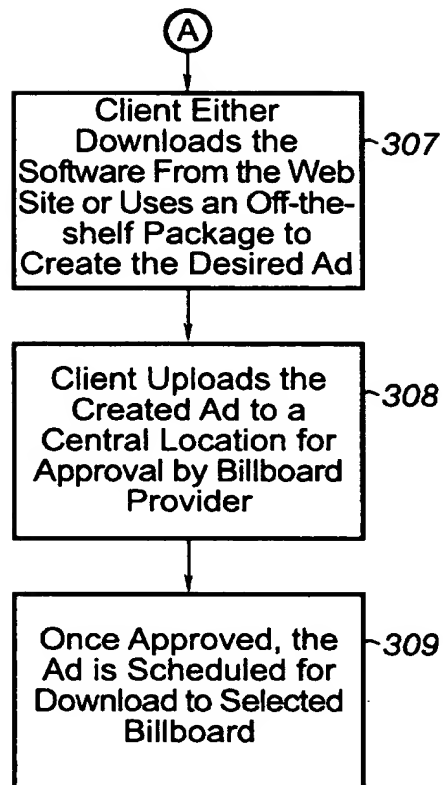 A
Client Either
Downloads the
Software From the Web
Site or Uses an Off-the-
shelf Package to
Create the Desired Ad
307
Client Uploads the
Created Ad to a
Central Location for
Approval by Billboard
Provider
308
Once Approved, the
Ad is Scheduled for
Download to Selected
Billboard
309